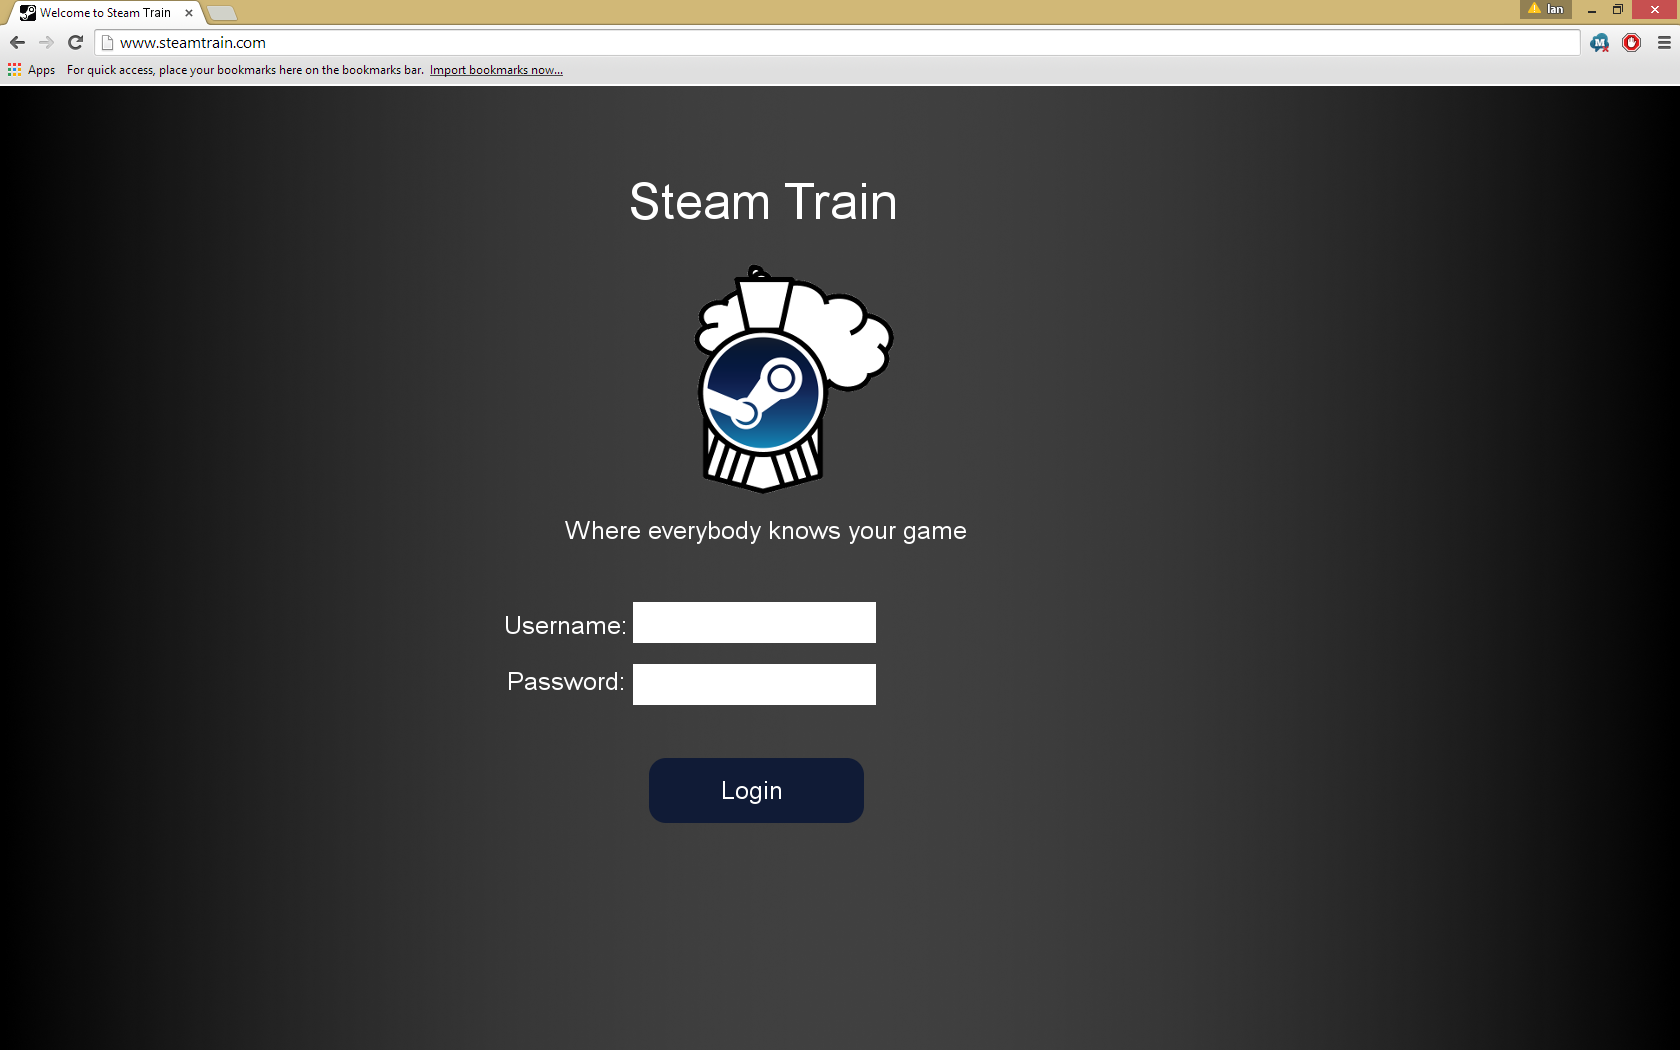 Welcome to Steam Train
Ian
www.steamtrain.com
M
Apps For quick access, place your bookmarks here on the bookmarks bar. Import bookmarks now...
Steam Train
Where everybody knows your game
Username:
Password:
Login